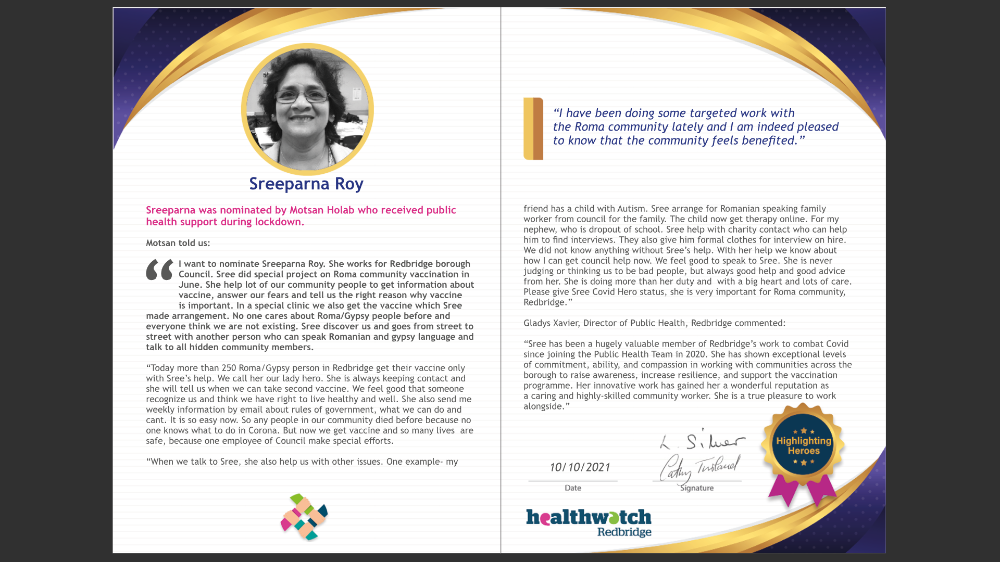 Sreeparna Roy
Sreeparna was nominated by Motsan Holab who received public
health support during lockdown.
Motsan told us:
“I want to nominate Sreeparna Roy. She works for Redbridge borough
Council. Sree did special project on Roma community vaccination in
June. She help lot of our community people to get information about
vaccine, answer our fears and tell us the right reason why vaccine
is important. In a special clinic we also get the vaccine which Sree
made arrangement. No one cares about Roma/Gypsy people before and
everyone think we are not existing. Sree discover us and goes from street to
street with another person who can speak Romanian and gypsy language and
talk to all hidden community members.
“Today more than 250 Roma/Gypsy person in Redbridge get their vaccine only
with Sree’s help. We call her our lady hero. She is always keeping contact and
she will tell us when we can take second vaccine. We feel good that someone
recognize us and think we have right to live healthy and well. She also send me
weekly information by email about rules of government, what we can do and
cant. It is so easy now. So any people in our community died before because no
one knows what to do in Corona. But now we get vaccine and so many lives are
safe, because one employee of Council make special efforts.
“When we talk to Sree, she also help us with other issues. One example- my
“I have been doing some targeted work with
the Roma community lately and I am indeed pleased
to know that the community feels benefited.”
friend has a child with Autism. Sree arrange for Romanian speaking family
worker from council for the family. The child now get therapy online. For my
nephew, who is dropout of school. Sree help with charity contact who can help
him to find interviews. They also give him formal clothes for interview on hire.
We did not know anything without Sree’s help. With her help we know about
how I can get council help now. We feel good to speak to Sree. She is never
judging or thinking us to be bad people, but always good help and good advice
from her. She is doing more than her duty and with a big heart and lots of care.
Please give Sree Covid Hero status, she is very important for Roma community,
Redbridge.”
Gladys Xavier, Director of Public Health, Redbridge commented:
“Sree has been a hugely valuable member of Redbridge’s work to combat Covid
since joining the Public Health Team in 2020. She has shown exceptional levels
of commitment, ability, and compassion in working with communities across the
borough to raise awareness, increase resilience, and support the vaccination
programme. Her innovative work has gained her a wonderful reputation as
a caring and highly-skilled community worker. She is a true pleasure to work
alongside.”
L. Silver
Cathy
10/10/2021
Date
Signature
Highlighting
Heroes
healthwatch
Redbridge